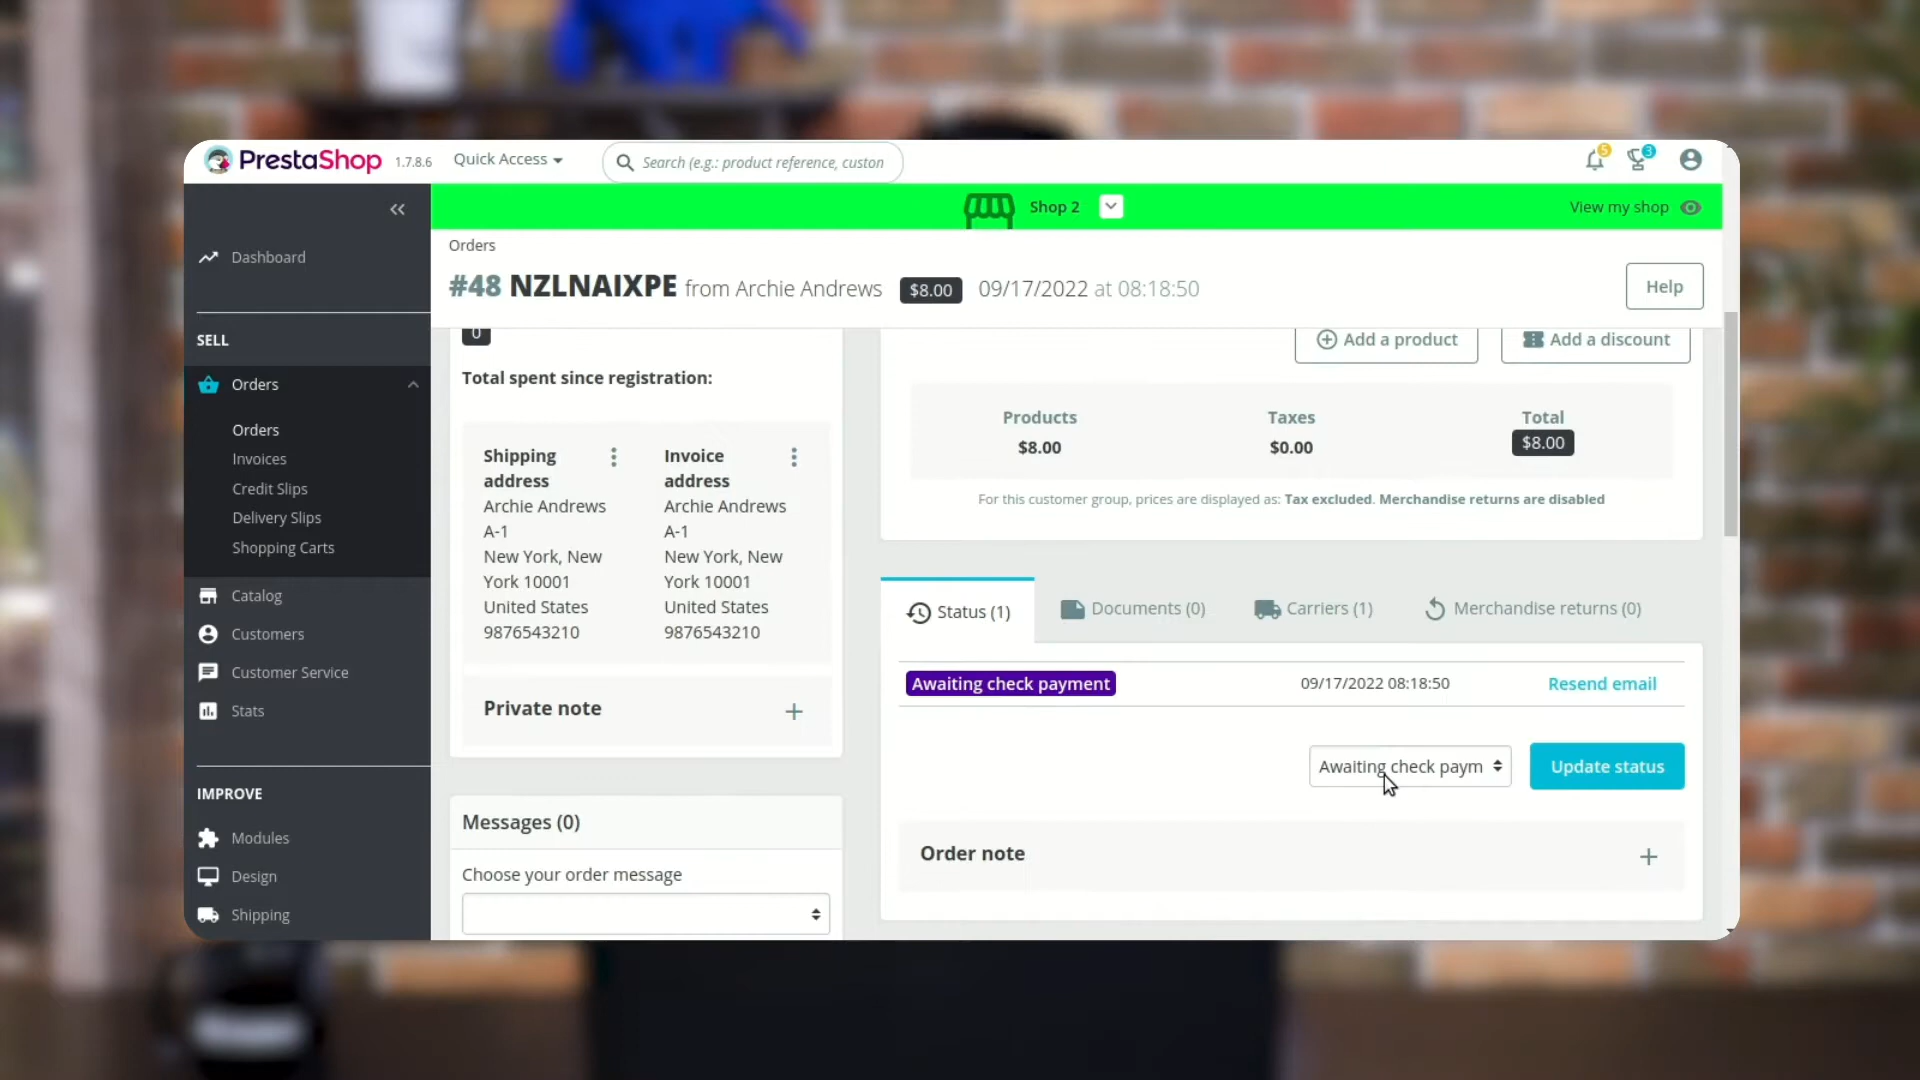 PrestaShop 1.7.8.6 Quick Access Search (e.g.: product reference, custon 5 3
Shop 2 View my shop
Dashboard
SELL
Orders
Orders
Invoices
Credit Slips
Delivery Slips
Shopping Carts
Catalog
Customers
Customer Service
Stats
IMPROVE
Modules
Design
Shipping
Orders
#48 NZLNAIXPE from Archie Andrews $8.00 09/17/2022 at 08:18:50 Help
0
Total spent since registration:
Shipping
address
Archie Andrews
A-1
New York, New
York 10001
United States
9876543210
Invoice
address
Archie Andrews
A-1
New York, New
York 10001
United States
9876543210
Private note
Messages (0)
Choose your order message
Add a product Add a discount
Products Taxes Total
$8.00 $0.00 $8.00
For this customer group, prices are displayed as: Tax excluded. Merchandise returns are disabled
Status (1) Documents (0) Carriers (1) Merchandise returns (0)
Awaiting check payment 09/17/2022 08:18:50 Resend email
Awaiting check paym Update status
Order note